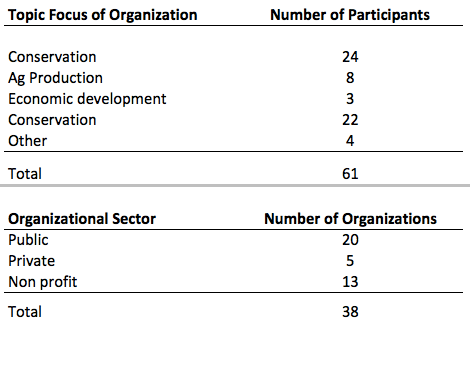 Topic Focus of Organization Number of Participants
Conservation 24
Ag Production 8
Economic development 3
Conservation 22
Other 4
Total 61
Organizational Sector Number of Organizations
Public 20
Private 5
Non profit 13
Total 38